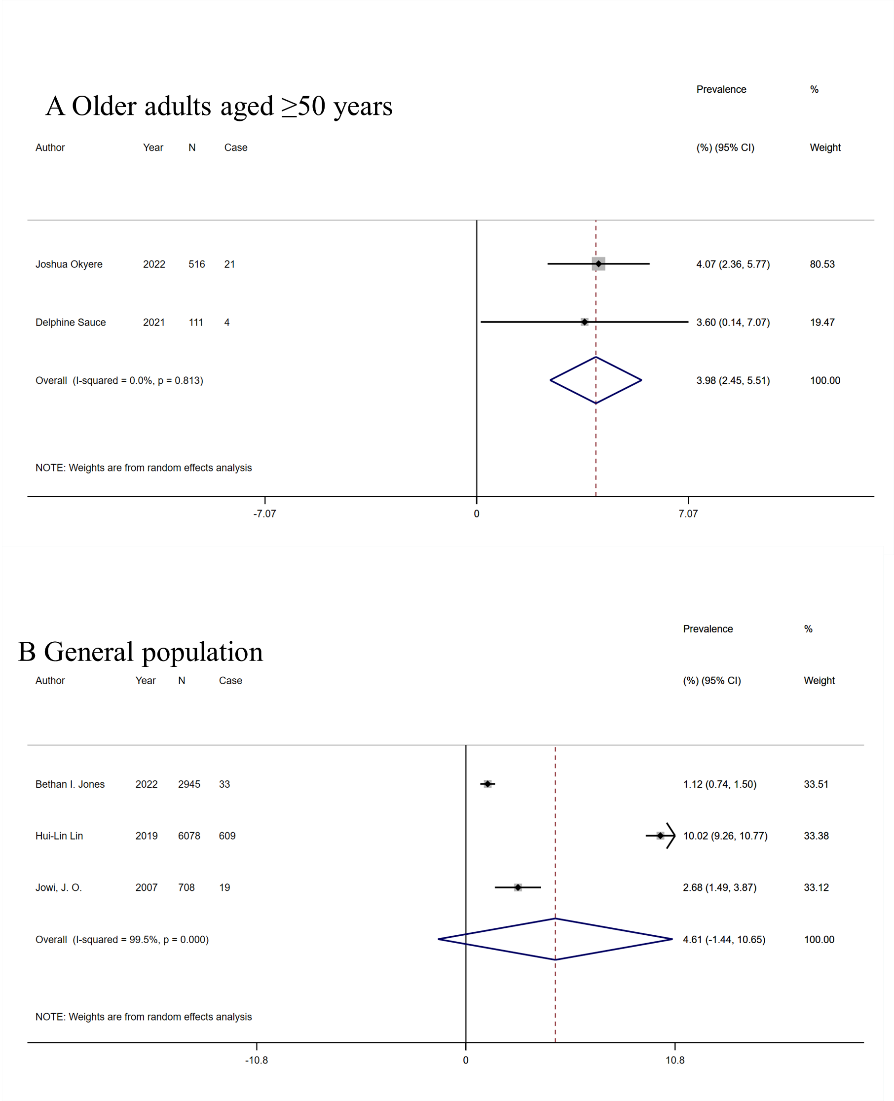 Prevalence %
A Older adults aged ≥50 years
Author Year N Case (%) (95% CI) Weight
Joshua Okyere 2022 516 21 4.07 (2.36, 5.77) 80.53
Delphine Sauce 2021 111 4 3.60 (0.14, 7.07) 19.47
Overall (I-squared = 0.0%, p = 0.813) 3.98 (2.45, 5.51) 100.00
NOTE: Weights are from random effects analysis
-7.07 0 7.07
Prevalence %
B General population
Author Year N Case (%) (95% CI) Weight
Bethan I. Jones 2022 2945 33 1.12 (0.74, 1.50) 33.51
Hui-Lin Lin 2019 6078 609 10.02 (9.26, 10.77) 33.38
Jowi, J. O. 2007 708 19 2.68 (1.49, 3.87) 33.12
Overall (I-squared = 99.5%, p = 0.000) 4.61 (-1.44, 10.65) 100.00
NOTE: Weights are from random effects analysis
-10.8 0 10.8